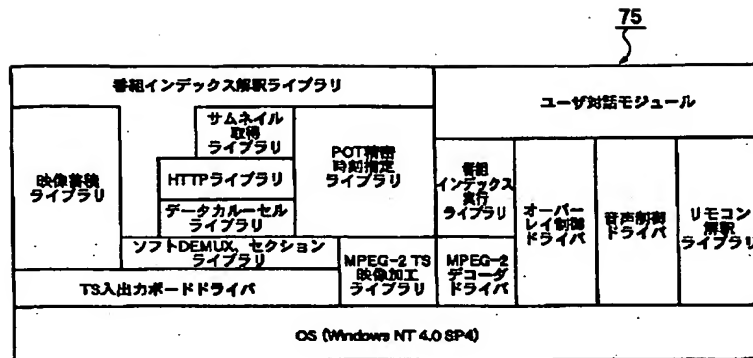 75
番組インデックス解釈ライブラリ
ユーザ対話モジュール
映像蓄積
ライブラリ
サムネイル
取得
ライブラリ
HTTPライブラリ
データカルーセル
ライブラリ
POT精密
時刻指定
ライブラリ
番組
インデックス
実行
ライブラリ
オーバー
レイ制御
ドライバ
音声制御
ドライバ
リモコン
解釈
ライブラリ
ソフトDEMUX、セクション
ライブラリ
TS入出力ボードドライバ
MPEG-2 TS
映像加工
ライブラリ
MPEG-2
デコーダ
ドライバ
OS (Windows NT 4.0 SP4)